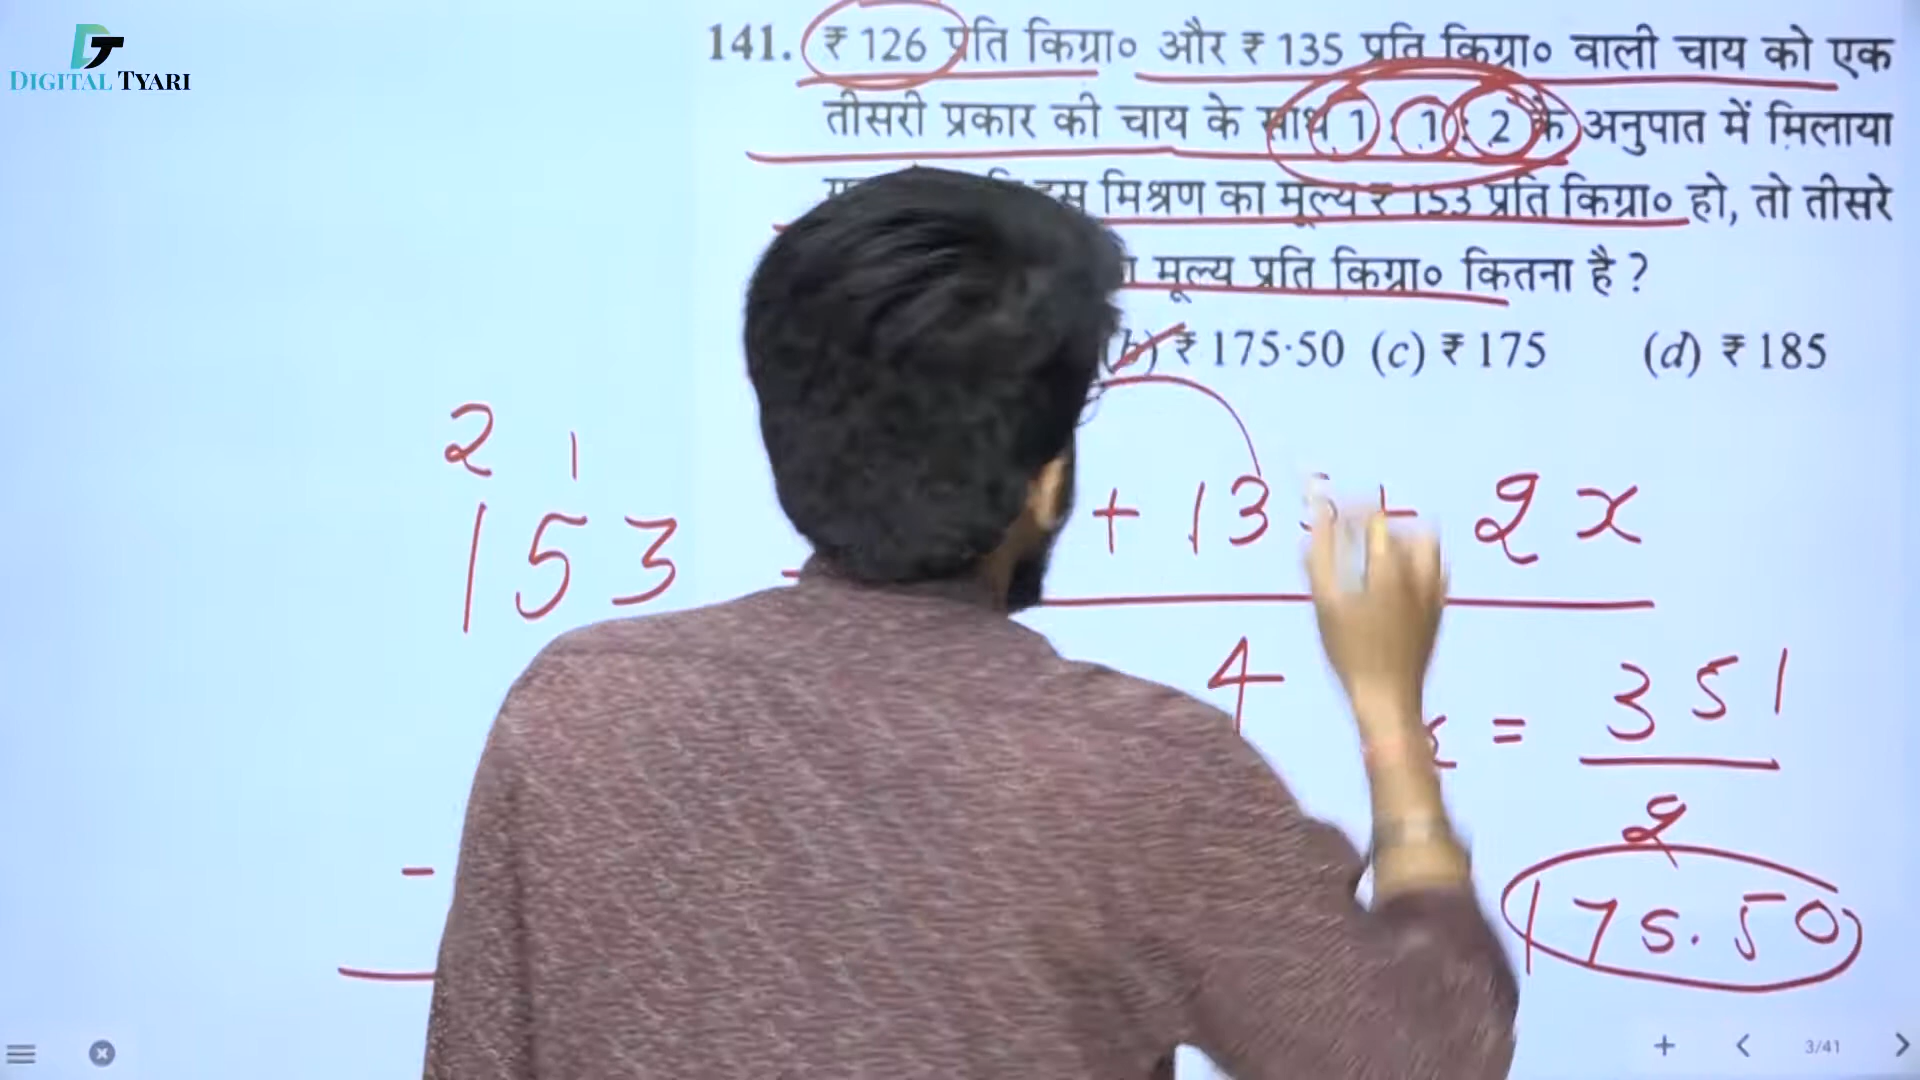 DIGITAL TYARI
141. ₹ 126 प्रति किग्रा० और ₹ 135 प्रति किग्रा० वाली चाय को एक
तीसरी प्रकार की चाय के साथ 1 : 1 : 2 के अनुपात में मिलाया
मिश्रण का मूल्य ₹ 153 प्रति किग्रा० हो, तो तीसरे
मूल्य प्रति किग्रा० कितना है ?
(b) ₹ 175·50 (c) ₹ 175 (d) ₹ 185
2 1
153
+ 135 + 2x
4
x = 351
2
-
175.50
3/41